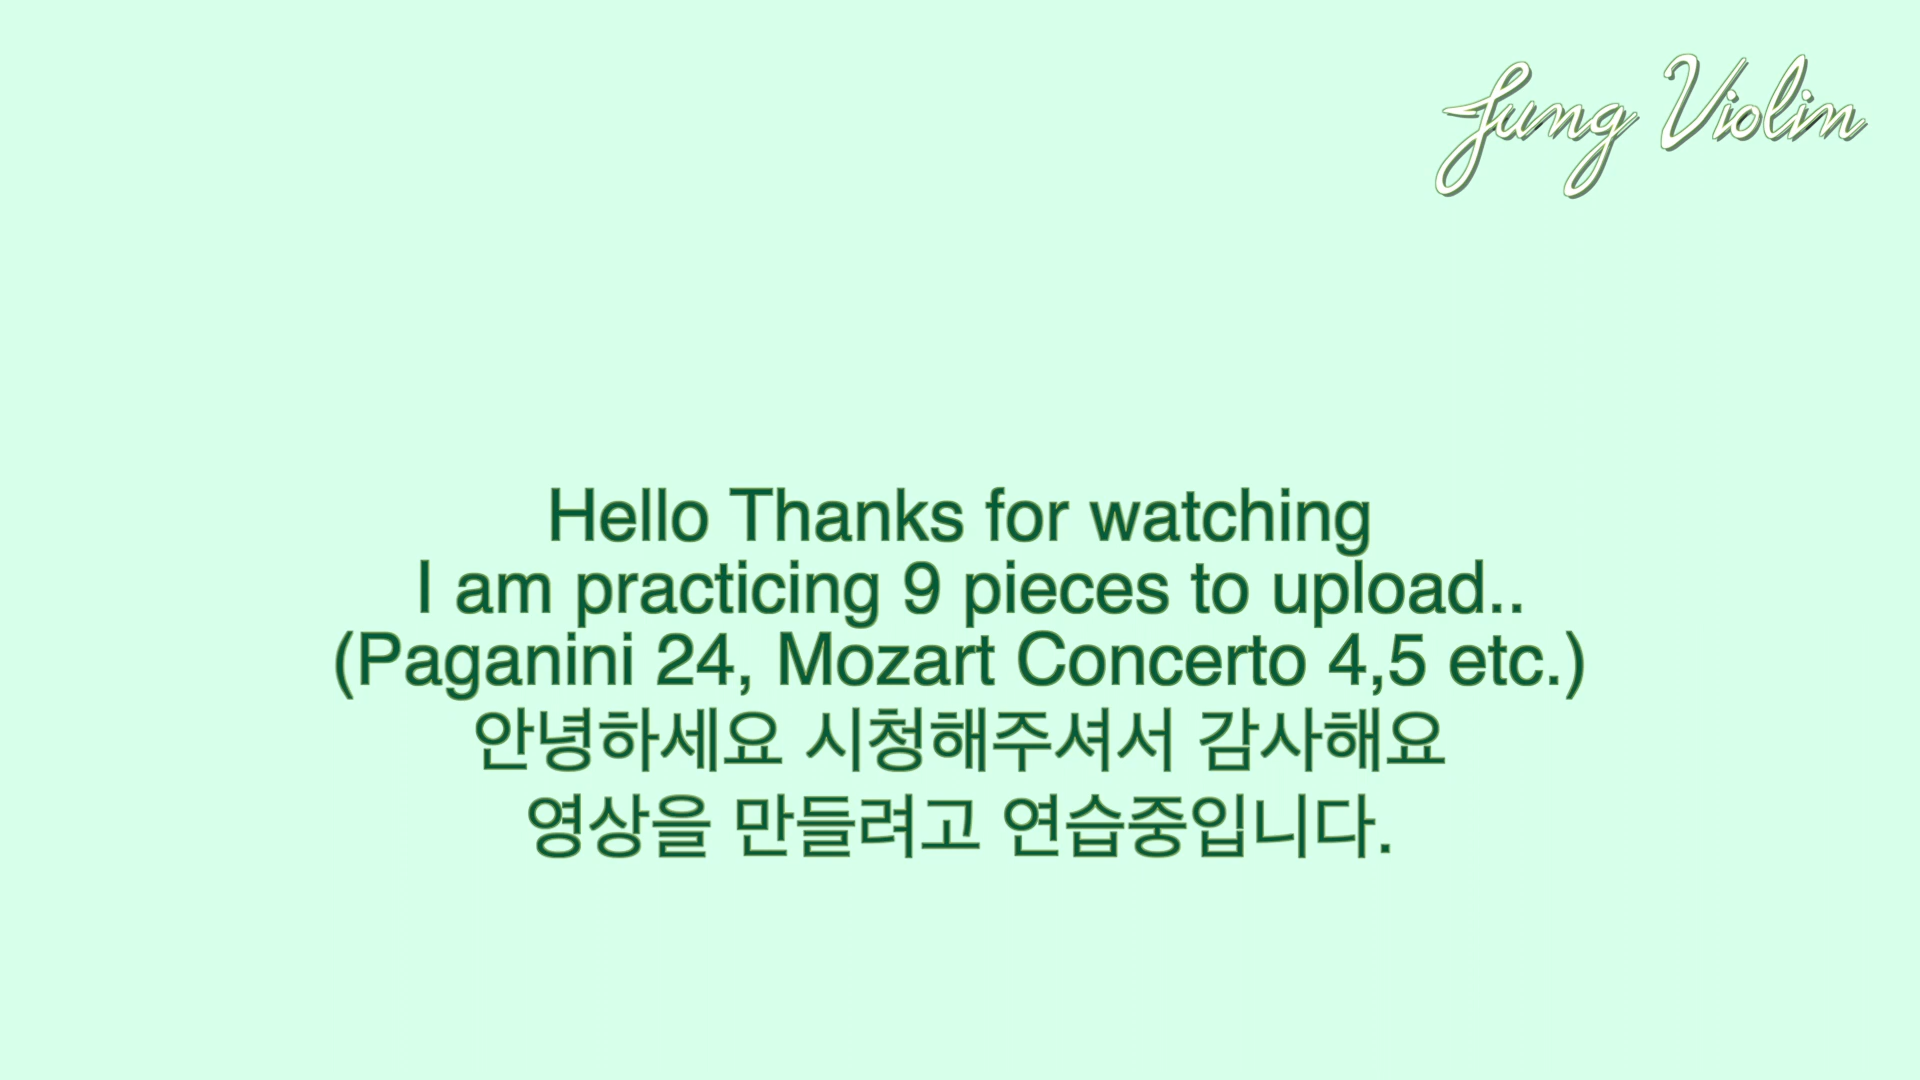 Jung Violin
Hello Thanks for watching
I am practicing 9 pieces to upload..
(Paganini 24, Mozart Concerto 4,5 etc.)
안녕하세요 시청해주셔서 감사해요
영상을 만들려고 연습중입니다.